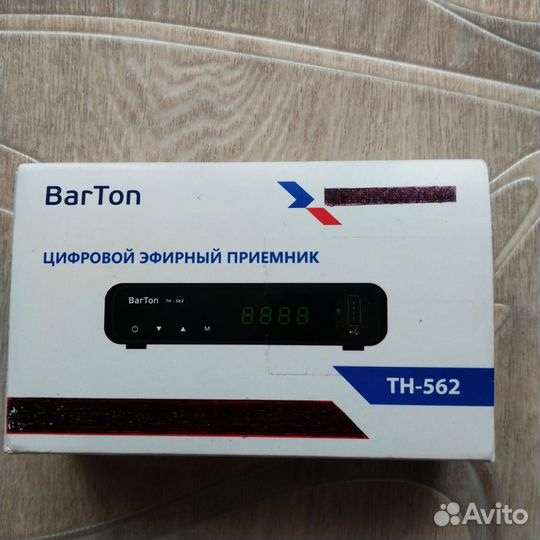 BarTon
ЦИФРОВОЙ ЭФИРНЫЙ ПРИЕМНИК
BarTon TH - 562
8888
M
TH-562
Avito